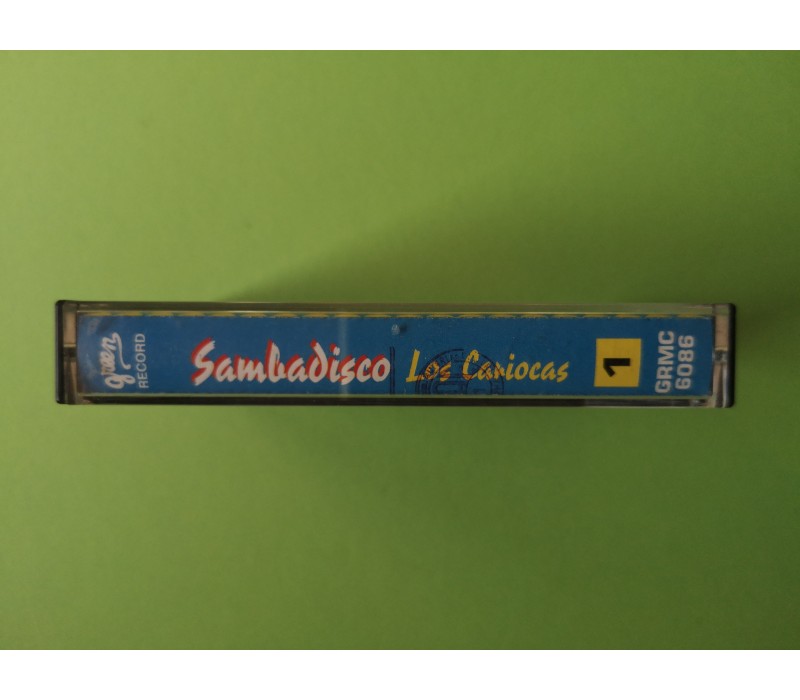 green
RECORD
Sambadisco Los Cariocas
1
GRMC
6086